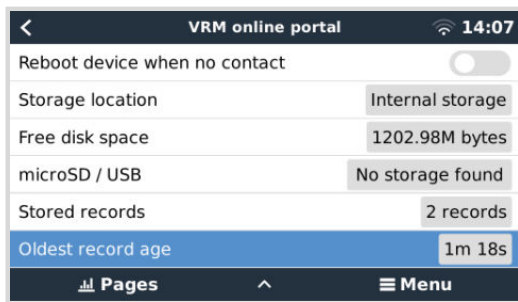 VRM online portal 14:07
Reboot device when no contact
Storage location Internal storage
Free disk space 1202.98M bytes
microSD / USB No storage found
Stored records 2 records
Oldest record age 1m 18s
Pages Menu